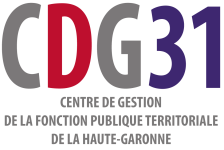 CDG31
CENTRE DE GESTION
DE LA FONCTION PUBLIQUE TERRITORIALE
DE LA HAUTE-GARONNE